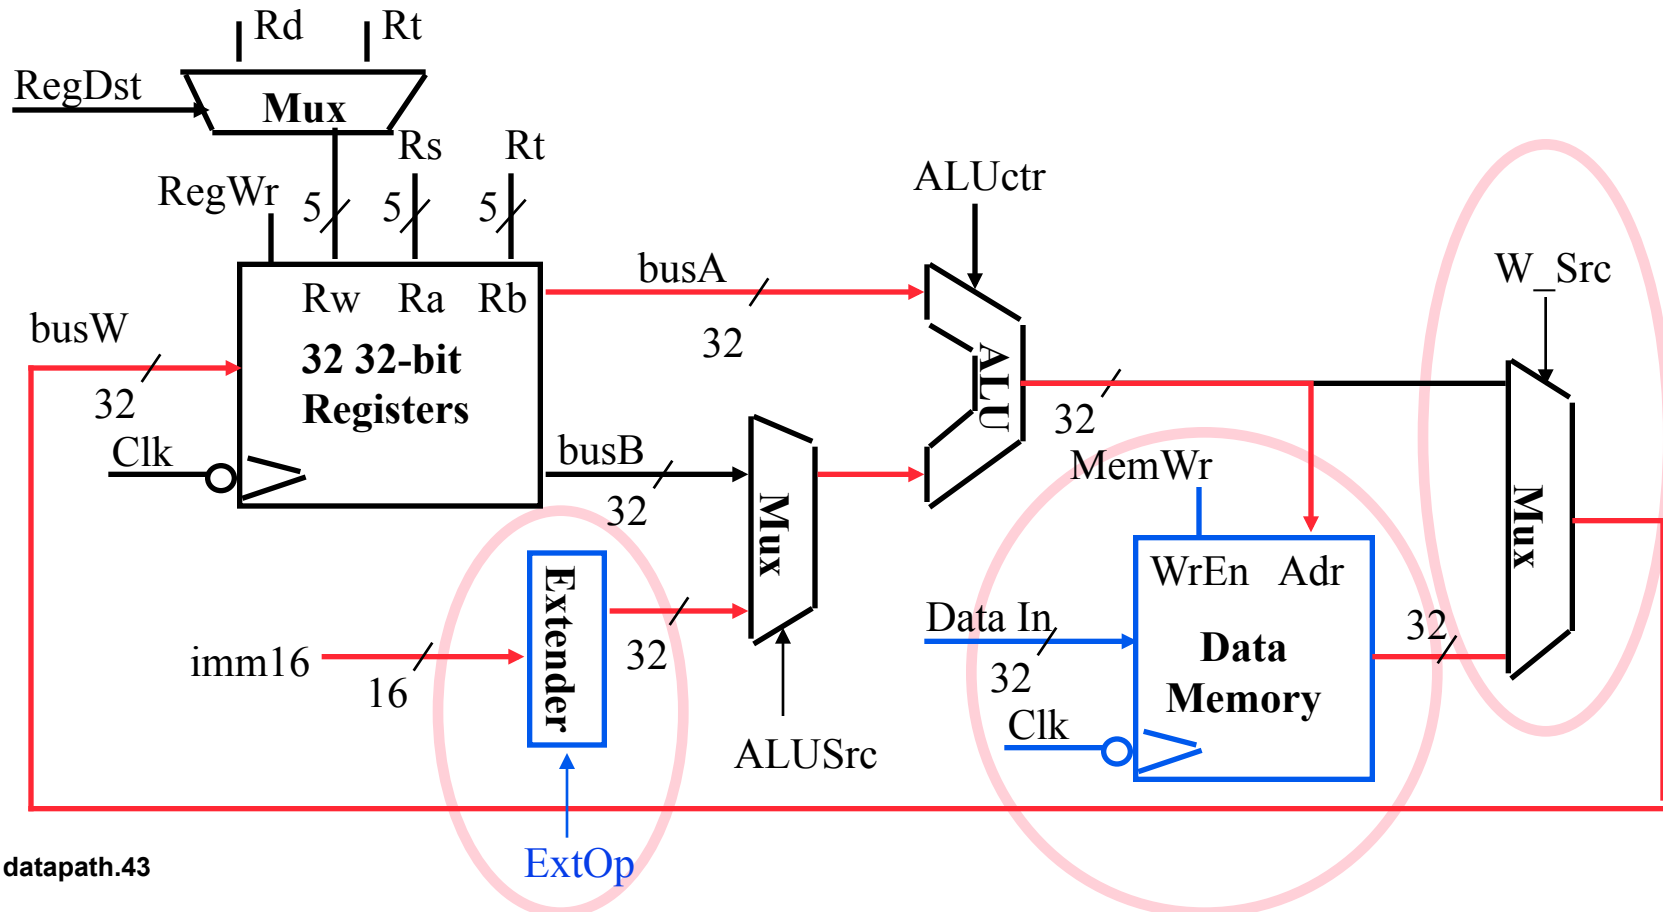 Rd
Rt
RegDst
Mux
Rs
Rt
RegWr
5
5
5
ALUctr
busA
32
W_Src
Rw
Ra
Rb
busW
32
32 32-bit
Registers
ALU
32
Clk
busB
32
MemWr
Mux
Mux
WrEn
Adr
Extender
imm16
16
32
Data In
32
Data
Memory
32
Clk
ALUSrc
ExtOp
datapath.43